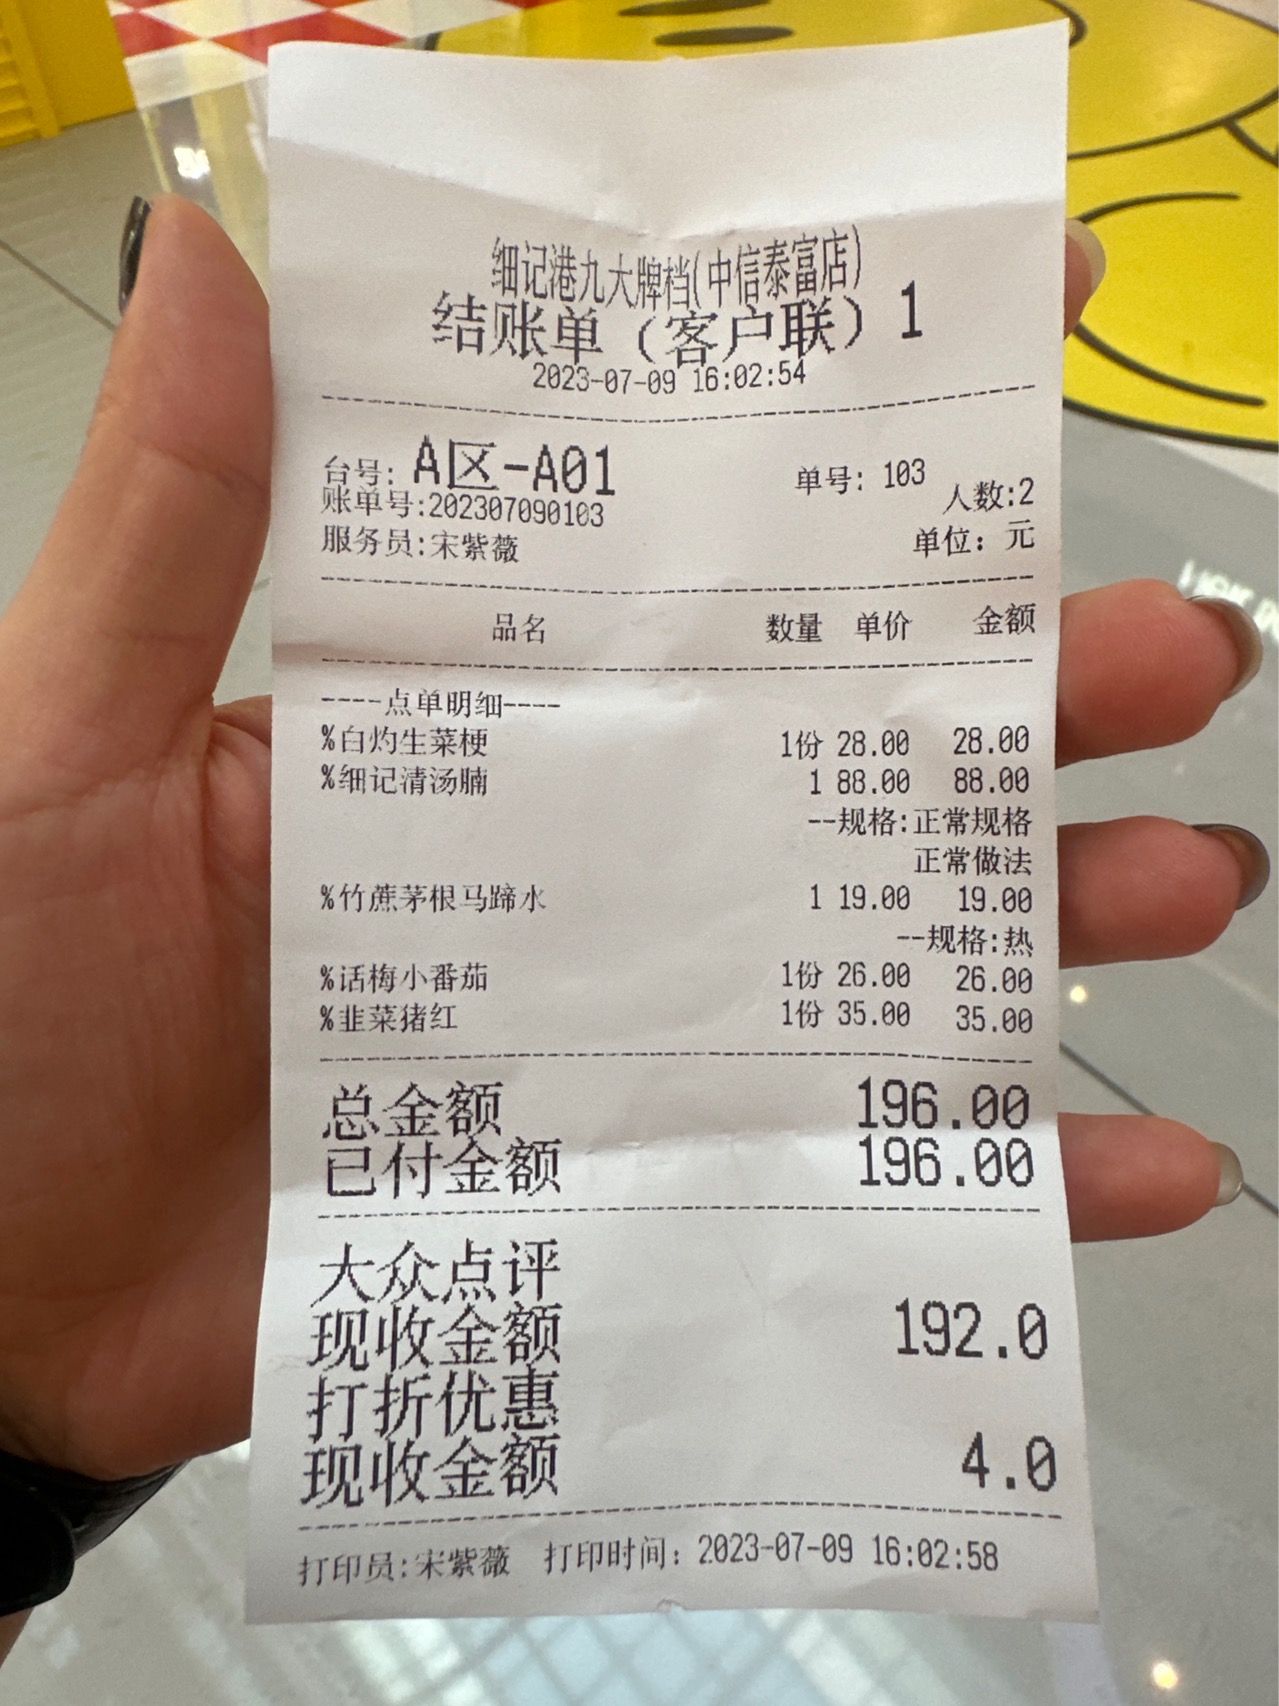 细记港九大牌档(中信泰富店)
结账单（客户联）1
2023-07-09 16:02:54
台号: A区-A01 单号: 103
账单号:202307090103 人数:2
服务员:宋紫薇 单位: 元
品名 数量 单价 金额
----点单明细----
%白灼生菜梗 1份 28.00 28.00
%细记清汤腩 1 88.00 88.00
--规格:正常规格
正常做法
%竹蔗茅根马蹄水 1 19.00 19.00
--规格:热
%话梅小番茄 1份 26.00 26.00
%韭菜猪红 1份 35.00 35.00
总金额 196.00
已付金额 196.00
大众点评
现收金额 192.0
打折优惠
现收金额 4.0
打印员:宋紫薇 打印时间: 2023-07-09 16:02:58